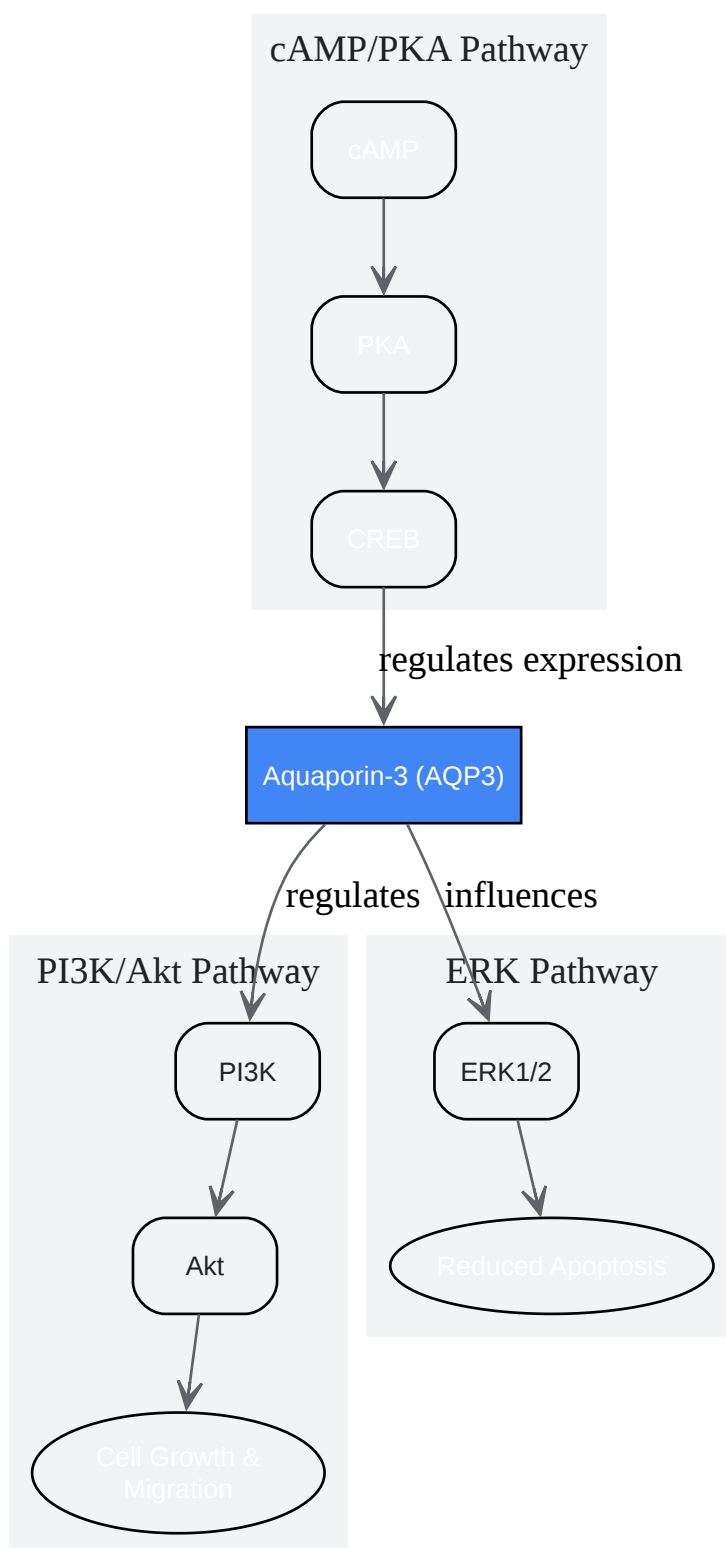 cAMP/PKA Pathway
cAMP
PKA
CREB
regulates expression
Aquaporin-3 (AQP3)
regulates
influences
PI3K/Akt Pathway
ERK Pathway
PI3K
ERK1/2
Akt
Reduced Apoptosis
Cell Growth &
Migration